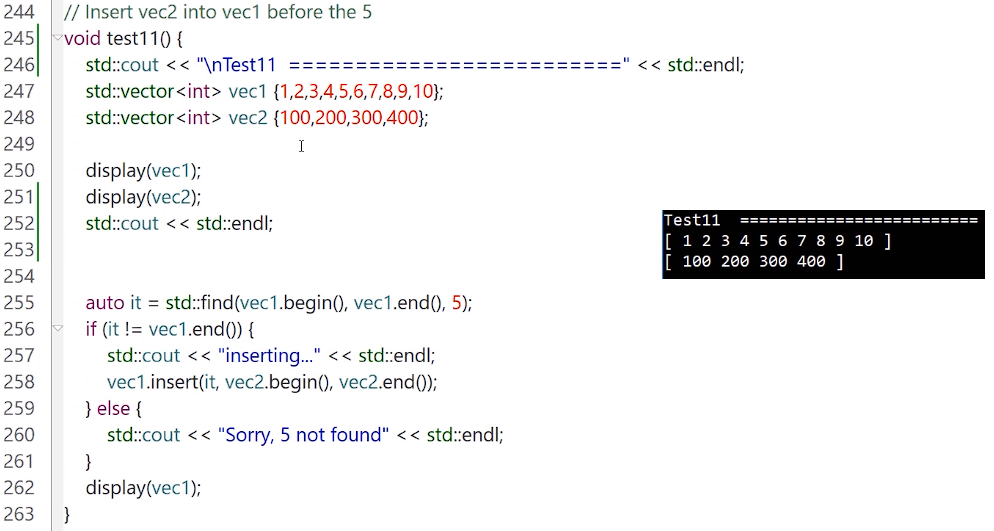 244 // Insert vec2 into vec1 before the 5
245 void test11() {
246 std::cout << "\nTest11  =========================" << std::endl;
247 std::vector<int> vec1 {1,2,3,4,5,6,7,8,9,10};
248 std::vector<int> vec2 {100,200,300,400};
249
250 display(vec1);
251 display(vec2);
252 std::cout << std::endl;
253
254
255 auto it = std::find(vec1.begin(), vec1.end(), 5);
256 if (it != vec1.end()) {
257 std::cout << "inserting..." << std::endl;
258 vec1.insert(it, vec2.begin(), vec2.end());
259 } else {
260 std::cout << "Sorry, 5 not found" << std::endl;
261 }
262 display(vec1);
263 }
Test11  =========================
[ 1 2 3 4 5 6 7 8 9 10 ]
[ 100 200 300 400 ]